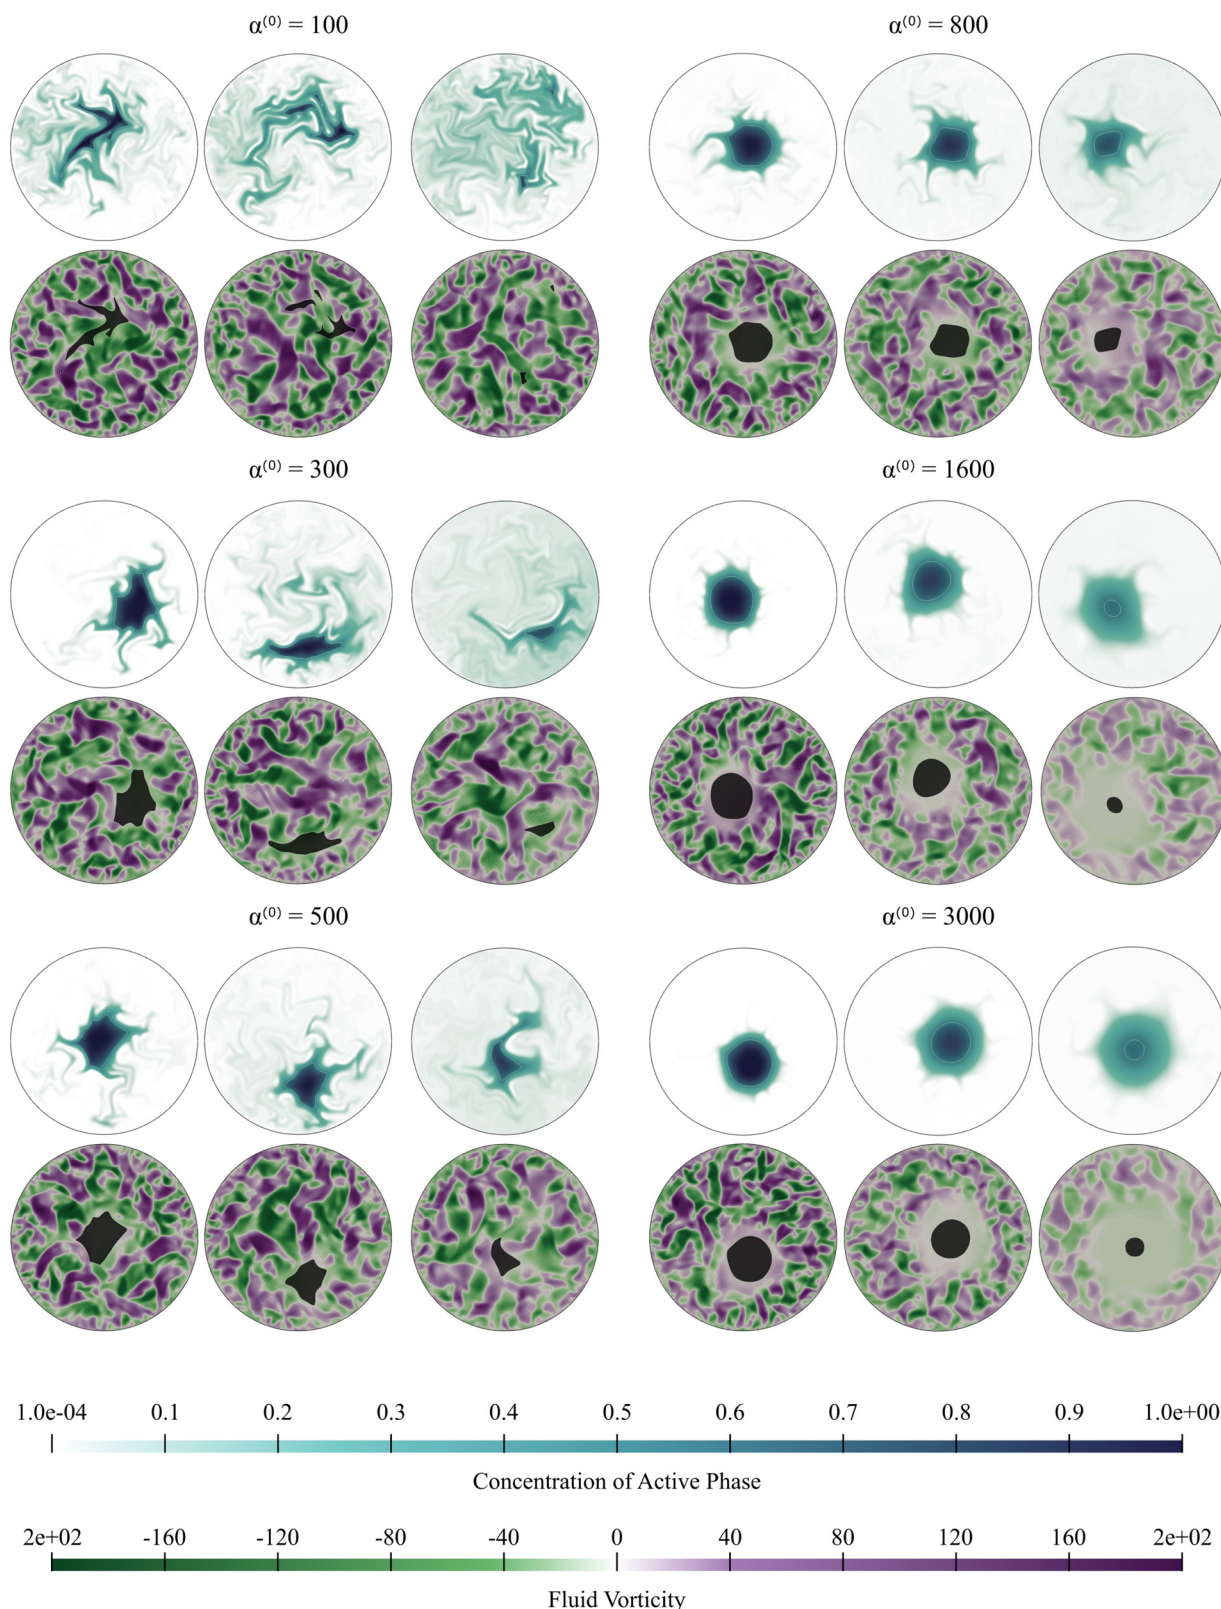 α⁽⁰⁾ = 100
α⁽⁰⁾ = 800
α⁽⁰⁾ = 300
α⁽⁰⁾ = 1600
α⁽⁰⁾ = 500
α⁽⁰⁾ = 3000
1.0e-04 0.1 0.2 0.3 0.4 0.5 0.6 0.7 0.8 0.9 1.0e+00
Concentration of Active Phase
2e+02 -160 -120 -80 -40 0 40 80 120 160 2e+02
Fluid Vorticity